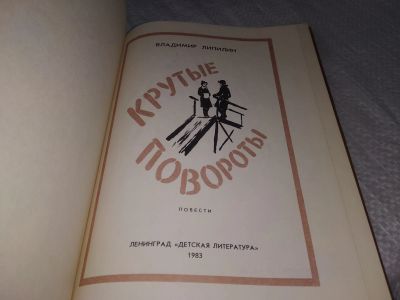 ВЛАДИМИР ЛИПИЛИН
КРУТЫЕ
ПОВОРОТЫ
ПОВЕСТИ
ЛЕНИНГРАД «ДЕТСКАЯ ЛИТЕРАТУРА»
1983